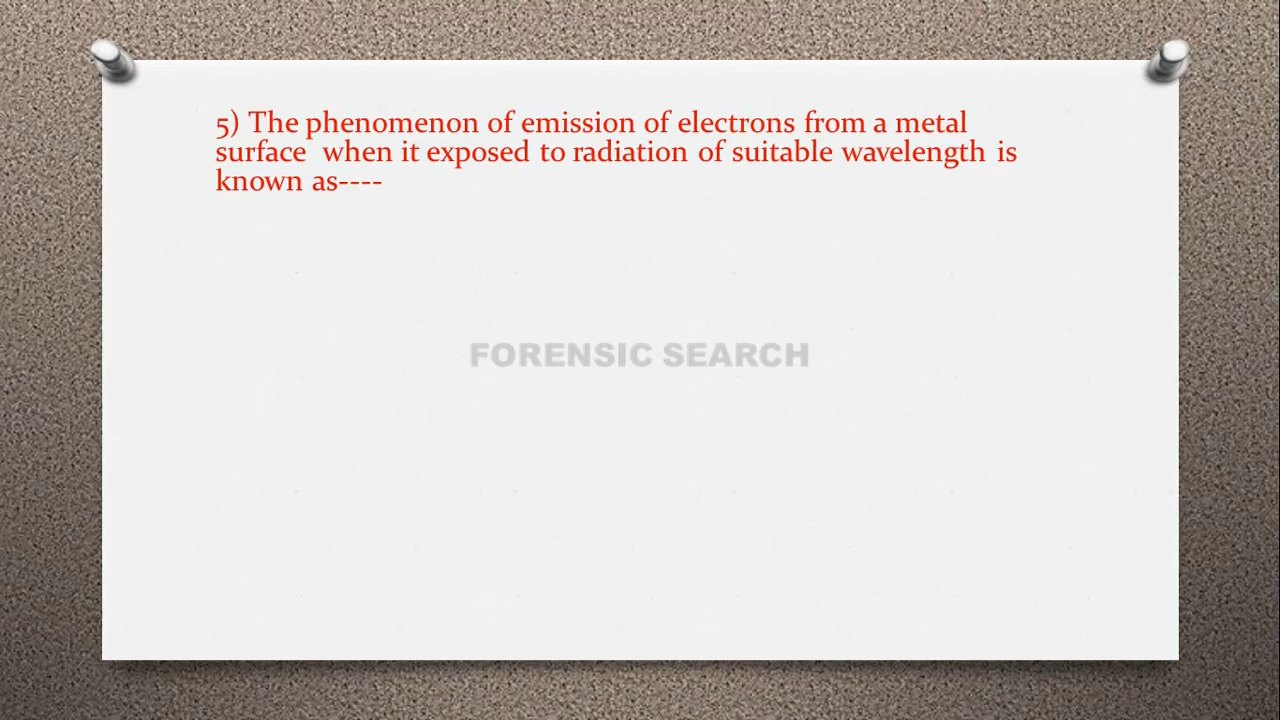 5) The phenomenon of emission of electrons from a metal
surface when it exposed to radiation of suitable wavelength is
known as----
FORENSIC SEARCH